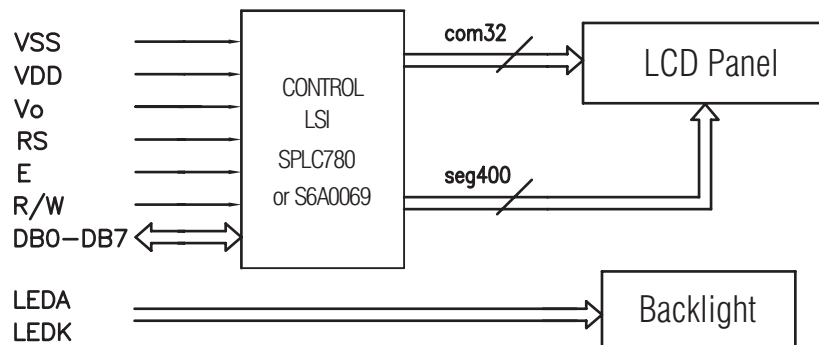 VSS
VDD
Vo
RS
E
R/W
DB0-DB7
LEDA
LEDK
CONTROL
LSI
SPLC780
or S6A0069
com32
seg400
LCD Panel
Backlight